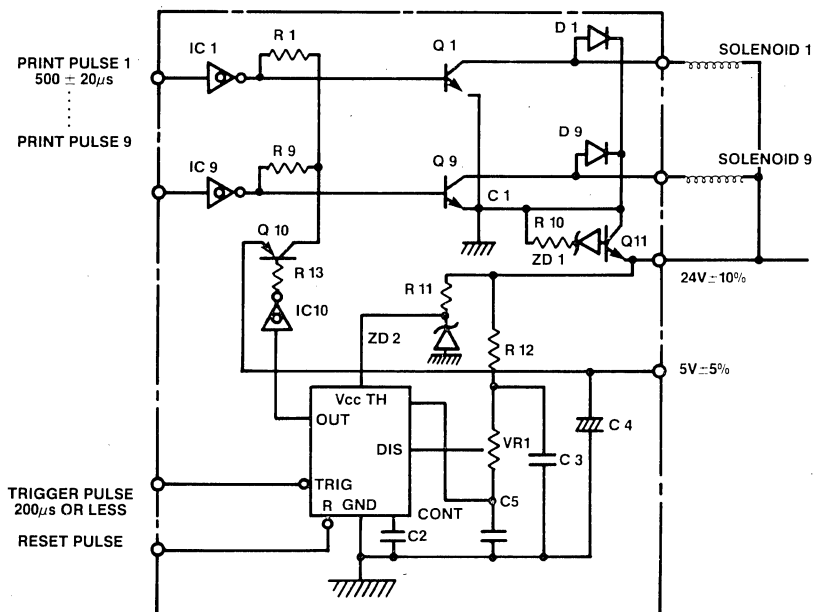 D 1
IC 1
R 1
Q 1
SOLENOID 1
PRINT PULSE 1
500 ± 20µs
PRINT PULSE 9
D 9
IC 9
R 9
Q 9
C 1
SOLENOID 9
Q 10
R 10
Q11
ZD 1
R 13
24V±10%
IC10
R 11
ZD 2
R 12
5V±5%
Vcc TH
OUT
C 4
DIS
VR1
C 3
TRIGGER PULSE
200µs OR LESS
TRIG
R GND
CONT
C5
C2
RESET PULSE